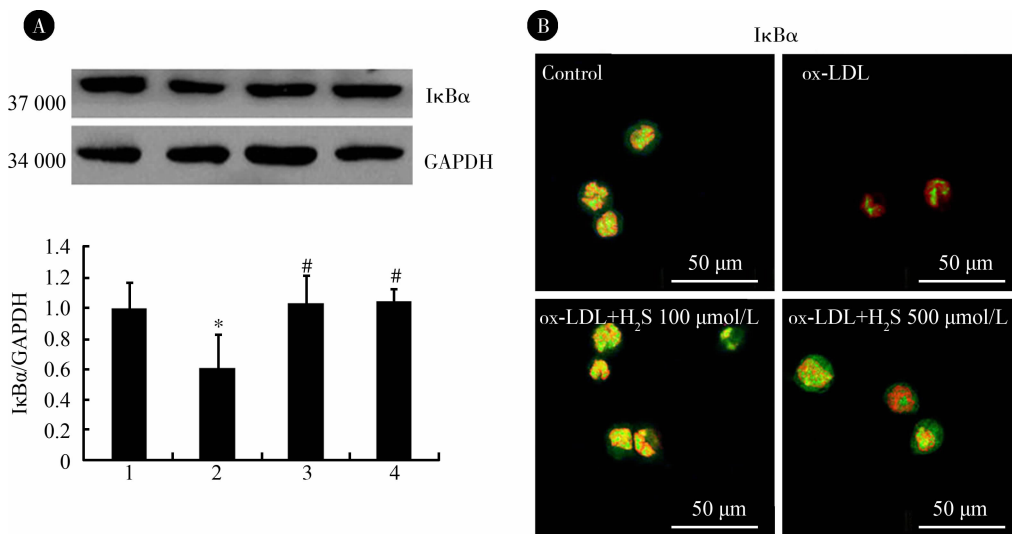 A
37 000
IκBα
34 000
GAPDH
IκBα/GAPDH
1.4
1.2
1.0
0.8
0.6
0.4
0.2
0
*
#
#
1 2 3 4
B
IκBα
Control
50 μm
ox-LDL
50 μm
ox-LDL+H₂S 100 μmol/L
50 μm
ox-LDL+H₂S 500 μmol/L
50 μm